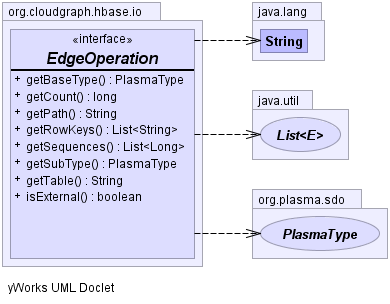 org.cloudgraph.hbase.io
«interface»
EdgeOperation
+ getBaseType() : PlasmaType
+ getCount() : long
+ getPath() : String
+ getRowKeys() : List<String>
+ getSequences() : List<Long>
+ getSubType() : PlasmaType
+ getTable() : String
+ isExternal() : boolean
java.lang
String
java.util
List<E>
org.plasma.sdo
PlasmaType
yWorks UML Doclet